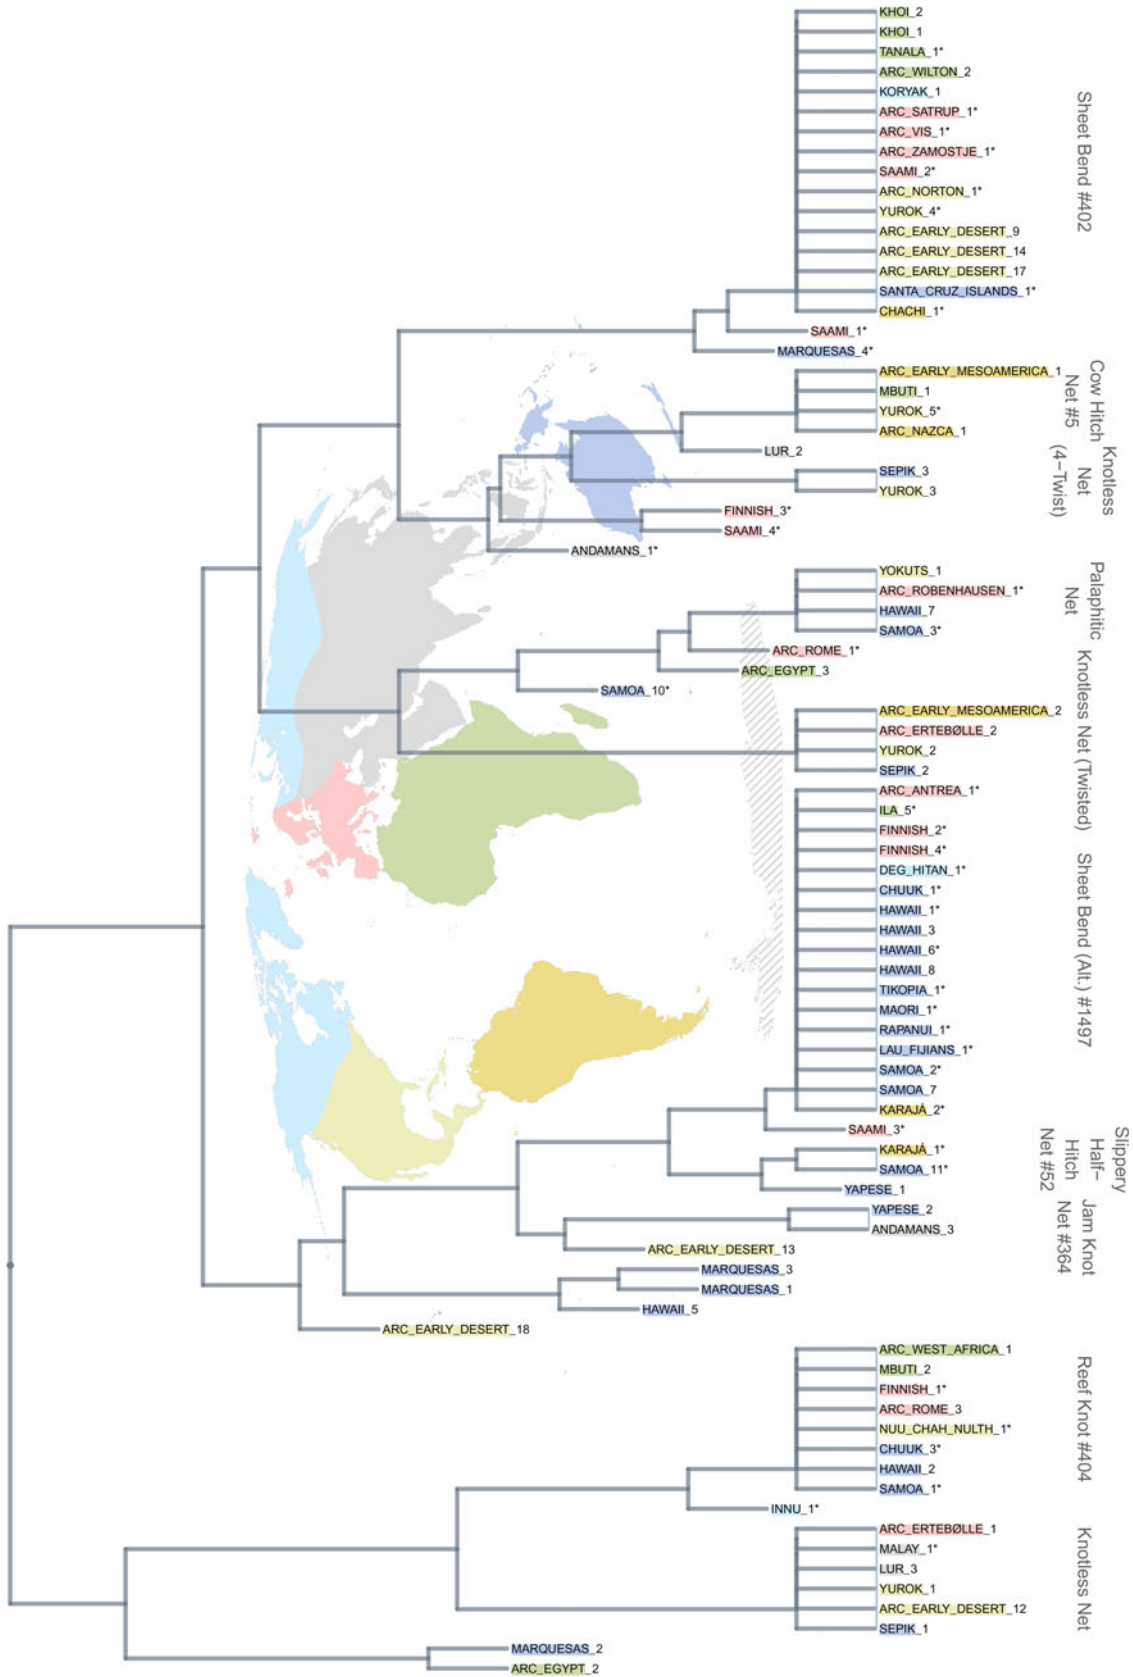 KHOI_2
KHOI_1
TANALA_1*
ARC_WILTON_2
KORYAK_1
ARC_SATRUP_1*
ARC_VIS_1*
ARC_ZAMOSTJE_1*
SAAMI_2*
ARC_NORTON_1*
YUROK_4*
ARC_EARLY_DESERT_9
ARC_EARLY_DESERT_14
ARC_EARLY_DESERT_17
SANTA_CRUZ_ISLANDS_1*
CHACHI_1*
Sheet Bend #402
SAAMI_1*
MARQUESAS_4*
ARC_EARLY_MESOAMERICA_1
MBUTI_1
YUROK_5*
ARC_NAZCA_1
Cow Hitch
Net #5
LUR_2
SEPIK_3
YUROK_3
Knotless
Net
(4-Twist)
FINNISH_3*
SAAMI_4*
ANDAMANS_1*
YOKUTS_1
ARC_ROBENHAUSEN_1*
HAWAII_7
SAMOA_3*
Palaphitic
Net
ARC_ROME_1*
ARC_EGYPT_3
SAMOA_10*
ARC_EARLY_MESOAMERICA_2
ARC_ERTEBØLLE_2
YUROK_2
SEPIK_2
Knotless Net (Twisted)
ARC_ANTREA_1*
ILA_5*
FINNISH_2*
FINNISH_4*
DEG_HITAN_1*
CHUUK_1*
HAWAII_1*
HAWAII_3
HAWAII_6*
HAWAII_8
TIKOPIA_1*
MAORI_1*
RAPANUI_1*
LAU_FIJIANS_1*
SAMOA_2*
SAMOA_7
KARAJÁ_2*
Sheet Bend (Alt.) #1497
SAAMI_3*
KARAJÁ_1*
SAMOA_11*
Slippery
Half-
Hitch
Net #52
YAPESE_1
YAPESE_2
ANDAMANS_3
Jam Knot
Net #364
ARC_EARLY_DESERT_13
MARQUESAS_3
MARQUESAS_1
HAWAII_5
ARC_EARLY_DESERT_18
ARC_WEST_AFRICA_1
MBUTI_2
FINNISH_1*
ARC_ROME_3
NUU_CHAH_NULTH_1*
CHUUK_3*
HAWAII_2
SAMOA_1*
Reef Knot #404
INNU_1*
ARC_ERTEBØLLE_1
MALAY_1*
LUR_3
YUROK_1
ARC_EARLY_DESERT_12
SEPIK_1
Knotless Net
MARQUESAS_2
ARC_EGYPT_2